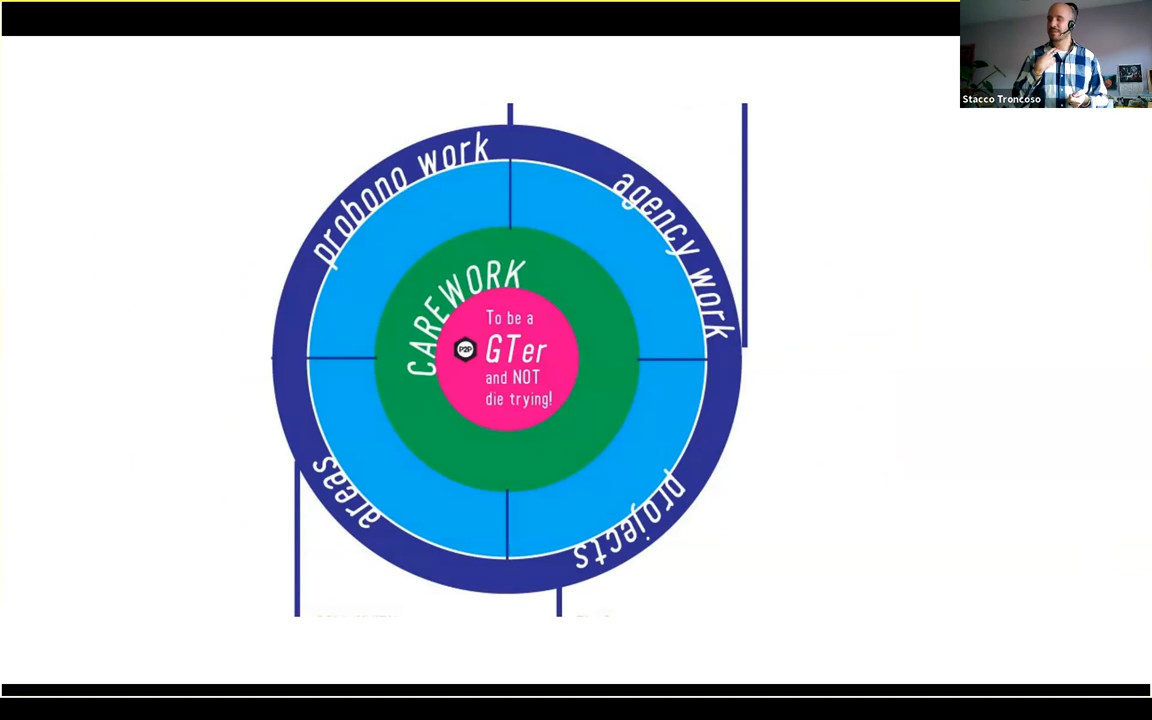 Stacco Troncoso
probono work
agency work
CAREWORK
To be a
P2P
GTer
and NOT
die trying!
areas
projects